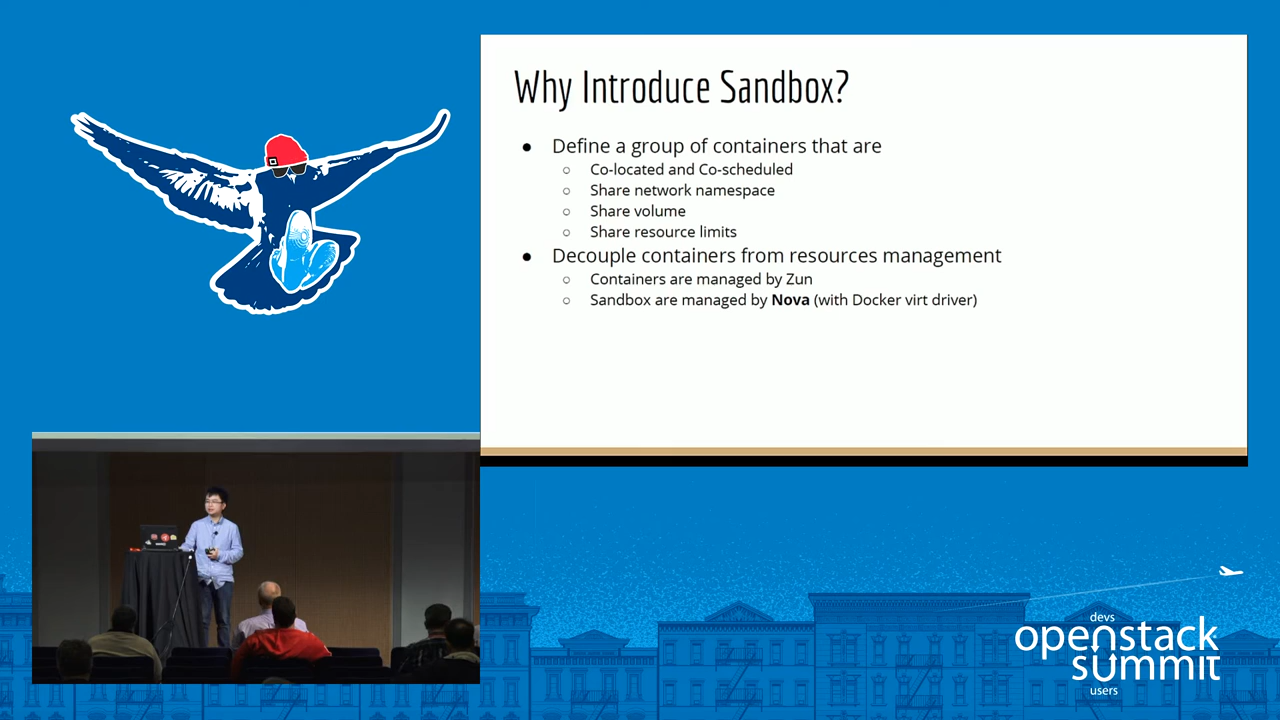 Why Introduce Sandbox?
● Define a group of containers that are
○ Co-located and Co-scheduled
○ Share network namespace
○ Share volume
○ Share resource limits
● Decouple containers from resources management
○ Containers are managed by Zun
○ Sandbox are managed by Nova (with Docker virt driver)
devs
openstack
summit
users